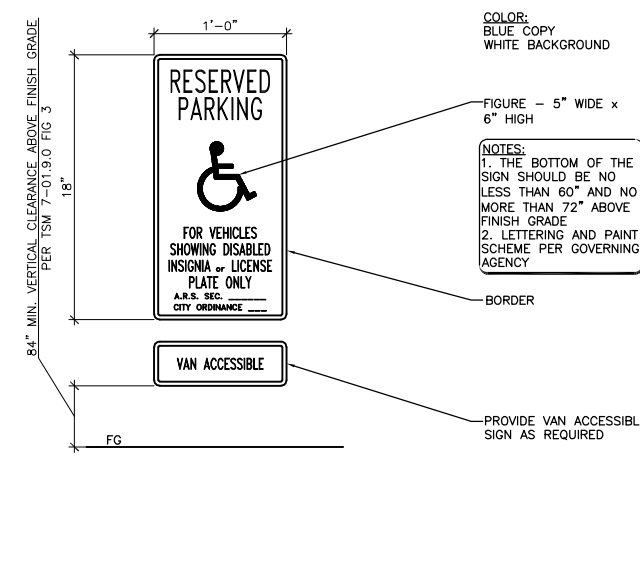 1'-0"
COLOR:
BLUE COPY
WHITE BACKGROUND
84" MIN. VERTICAL CLEARANCE ABOVE FINISH GRADE
PER TSM 7-01.9.0 FIG 3
18"
RESERVED
PARKING
FIGURE - 5" WIDE x
6" HIGH
NOTES:
1. THE BOTTOM OF THE
SIGN SHOULD BE NO
LESS THAN 60" AND NO
MORE THAN 72" ABOVE
FINISH GRADE
2. LETTERING AND PAINT
SCHEME PER GOVERNING
AGENCY
FOR VEHICLES
SHOWING DISABLED
INSIGNIA or LICENSE
PLATE ONLY
A.R.S. SEC. ______
CITY ORDINANCE ___
BORDER
VAN ACCESSIBLE
PROVIDE VAN ACCESSIBL
SIGN AS REQUIRED
FG